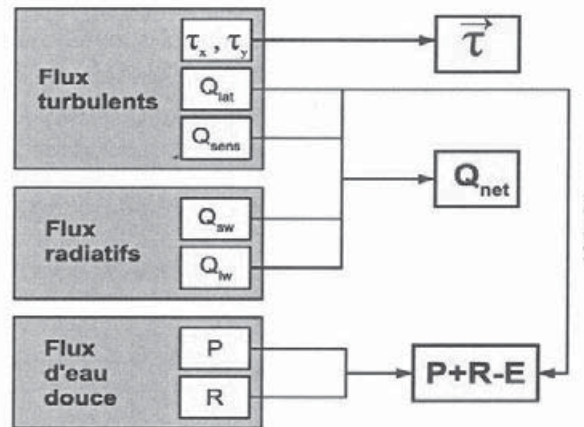 Flux
turbulents
τx , τy
Qlat
Qsens
τ
Flux
radiatifs
Qsw
Qlw
Qnet
Flux
d'eau
douce
P
R
P+R-E